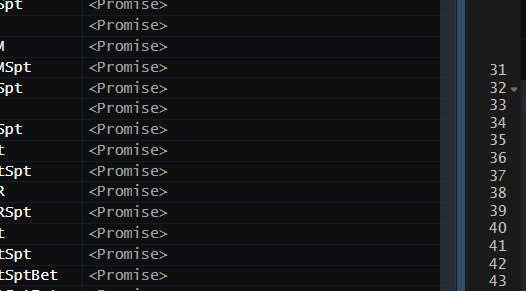 Spt <Promise>
<Promise>
M <Promise>
MSpt <Promise>
Spt <Promise>
<Promise>
Spt <Promise>
t <Promise>
tSpt <Promise>
R <Promise>
RSpt <Promise>
t <Promise>
tSpt <Promise>
tSptBet <Promise>
31
32
33
34
35
36
37
38
39
40
41
42
43